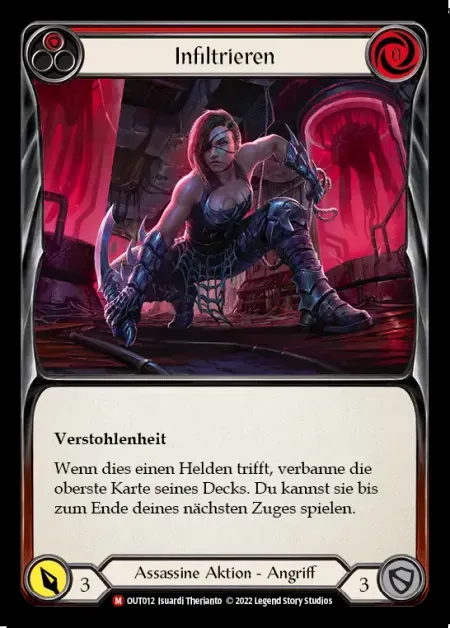 Infiltrieren
0
Verstohlenheit
Wenn dies einen Helden trifft, verbanne die
oberste Karte seines Decks. Du kannst sie bis
zum Ende deines nächsten Zuges spielen.
3
Assassine Aktion - Angriff
3
M OUT012 Isuardi Therianto © 2022 Legend Story Studios